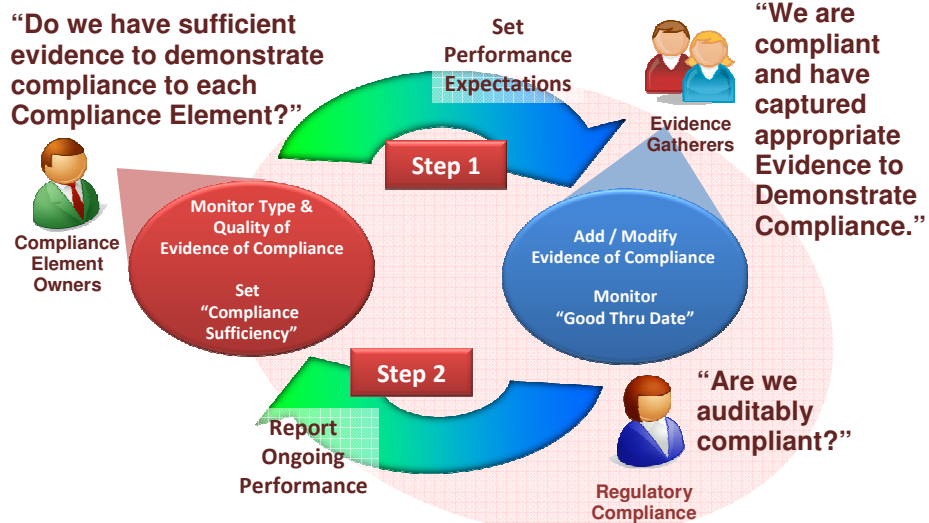 “Do we have sufficient
evidence to demonstrate
compliance to each
Compliance Element?”
Compliance
Element
Owners
Set
Performance
Expectations
Step 1
Evidence
Gatherers
“We are
compliant
and have
captured
appropriate
Evidence to
Demonstrate
Compliance.”
Monitor Type &
Quality of
Evidence of Compliance
Set
“Compliance
Sufficiency”
Add / Modify
Evidence of Compliance
Monitor
“Good Thru Date”
Step 2
Report
Ongoing
Performance
“Are we
auditably
compliant?”
Regulatory
Compliance